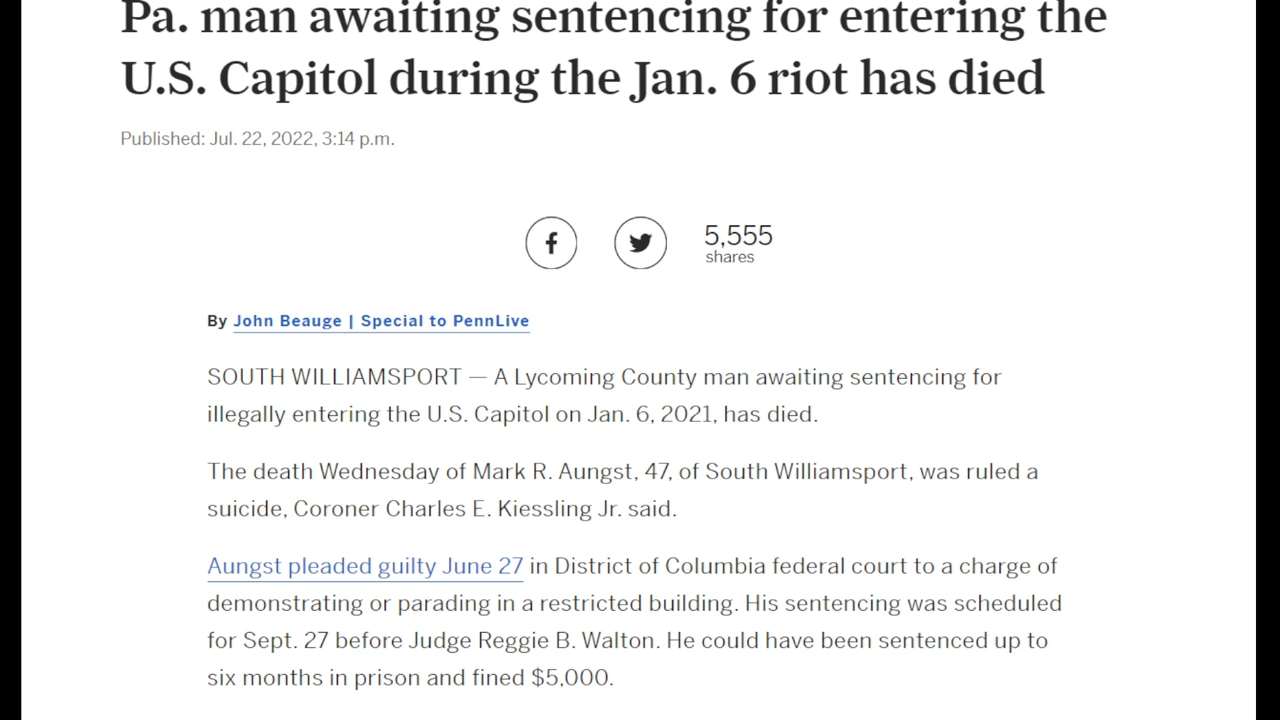 Pa. man awaiting sentencing for entering the
U.S. Capitol during the Jan. 6 riot has died
Published: Jul. 22, 2022, 3:14 p.m.
5,555
shares
By John Beauge | Special to PennLive
SOUTH WILLIAMSPORT — A Lycoming County man awaiting sentencing for
illegally entering the U.S. Capitol on Jan. 6, 2021, has died.
The death Wednesday of Mark R. Aungst, 47, of South Williamsport, was ruled a
suicide, Coroner Charles E. Kiessling Jr. said.
Aungst pleaded guilty June 27 in District of Columbia federal court to a charge of
demonstrating or parading in a restricted building. His sentencing was scheduled
for Sept. 27 before Judge Reggie B. Walton. He could have been sentenced up to
six months in prison and fined $5,000.